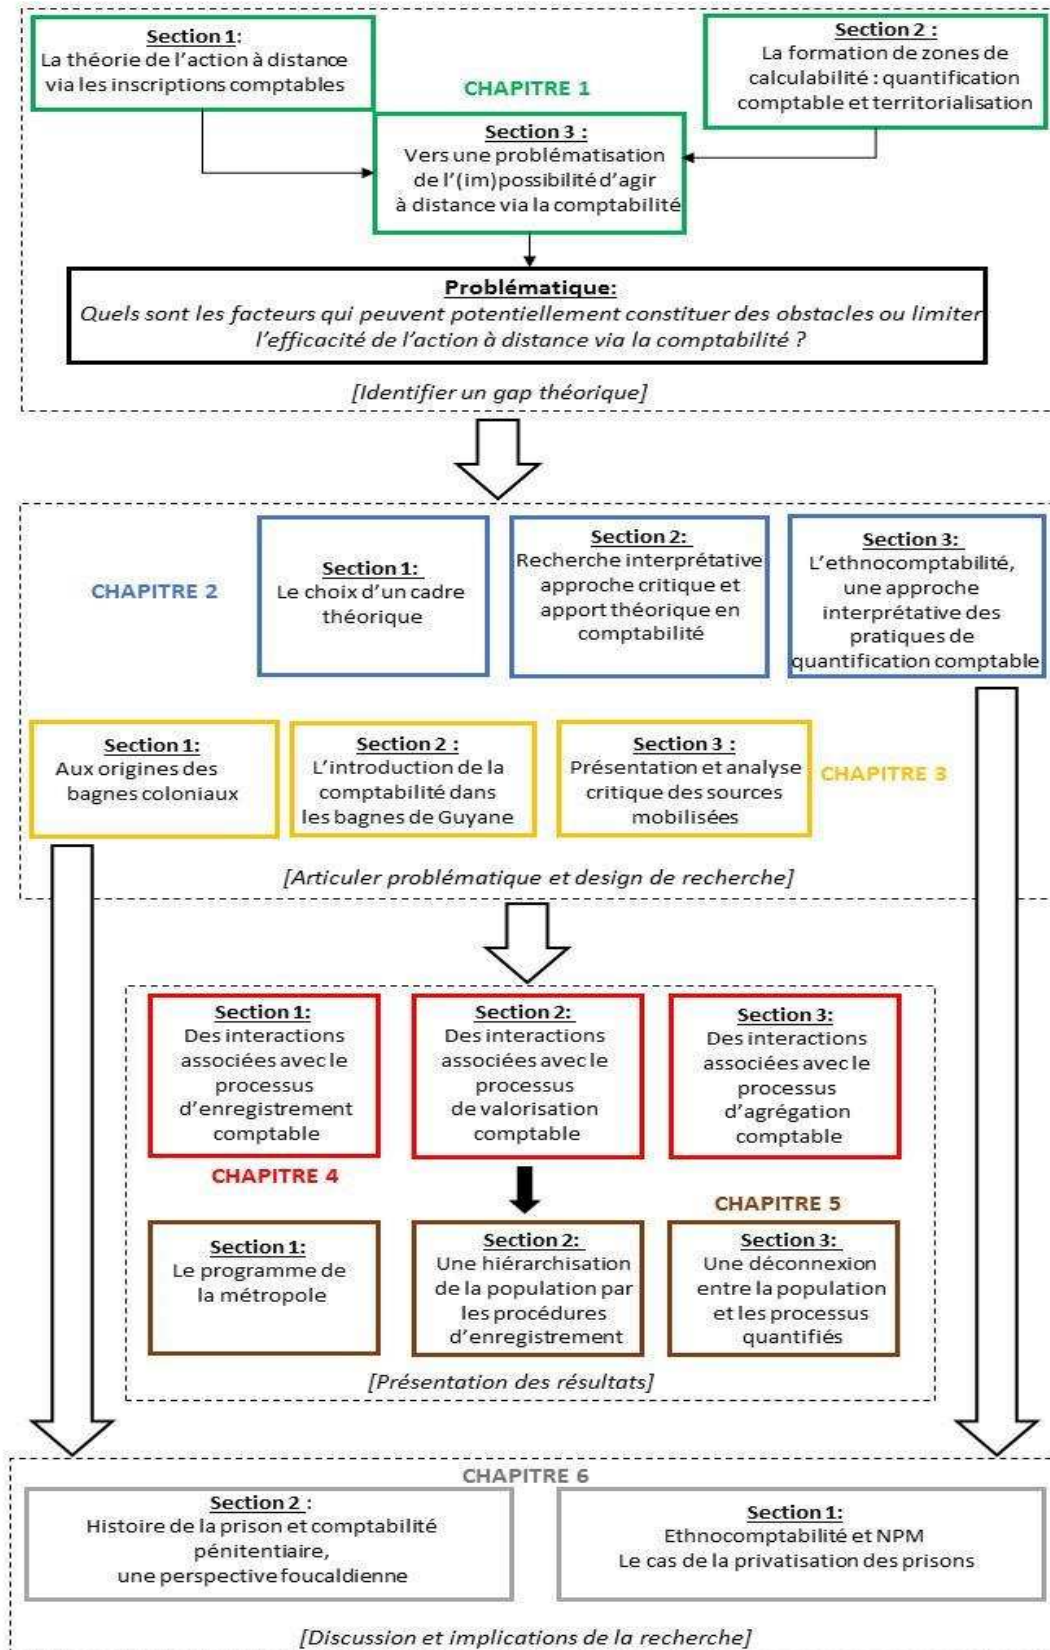 Section 1:
La théorie de l'action à distance
via les inscriptions comptables
Section 2 :
La formation de zones de
calculabilité : quantification
comptable et territorialisation
CHAPITRE 1
Section 3 :
Vers une problématisation
de l'(im)possibilité d'agir
à distance via la comptabilité
Problématique:
Quels sont les facteurs qui peuvent potentiellement constituer des obstacles ou limiter
l'efficacité de l'action à distance via la comptabilité ?
[Identifier un gap théorique]
CHAPITRE 2
Section 1:
Le choix d'un cadre
théorique
Section 2:
Recherche interprétative
approche critique et
apport théorique en
comptabilité
Section 3:
L'ethnocomptabilité,
une approche
interprétative des
pratiques de
quantification comptable
Section 1:
Aux origines des
bagnes coloniaux
Section 2 :
L'introduction de la
comptabilité dans
les bagnes de Guyane
Section 3 :
Présentation et analyse
critique des sources
mobilisées
CHAPITRE 3
[Articuler problématique et design de recherche]
Section 1:
Des interactions
associées avec le
processus
d'enregistrement
comptable
Section 2:
Des interactions
associées avec le
processus
de valorisation
comptable
Section 3:
Des interactions
associées avec le
processus
d'agrégation
comptable
CHAPITRE 4
CHAPITRE 5
Section 1:
Le programme de
la métropole
Section 2:
Une hiérarchisation
de la population par
les procédures
d'enregistrement
Section 3:
Une déconnexion
entre la population
et les processus
quantifiés
[Présentation des résultats]
CHAPITRE 6
Section 2 :
Histoire de la prison et comptabilité
pénitentiaire,
une perspective foucaldienne
Section 1:
Ethnocomptabilité et NPM
Le cas de la privatisation des prisons
[Discussion et implications de la recherche]